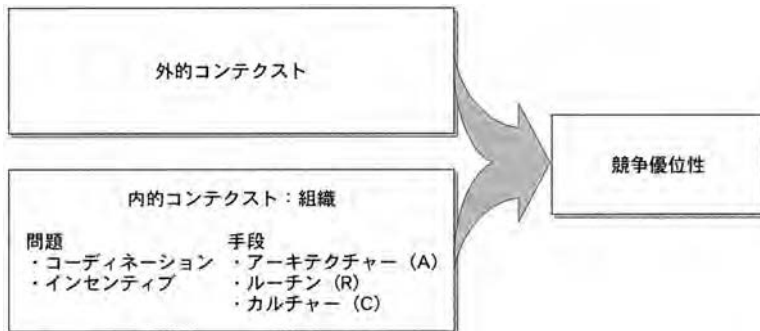 外的コンテクスト
競争優位性
内的コンテクスト：組織
問題 手段
・コーディネーション ・アーキテクチャー（A）
・インセンティブ ・ルーチン（R）
・カルチャー（C）